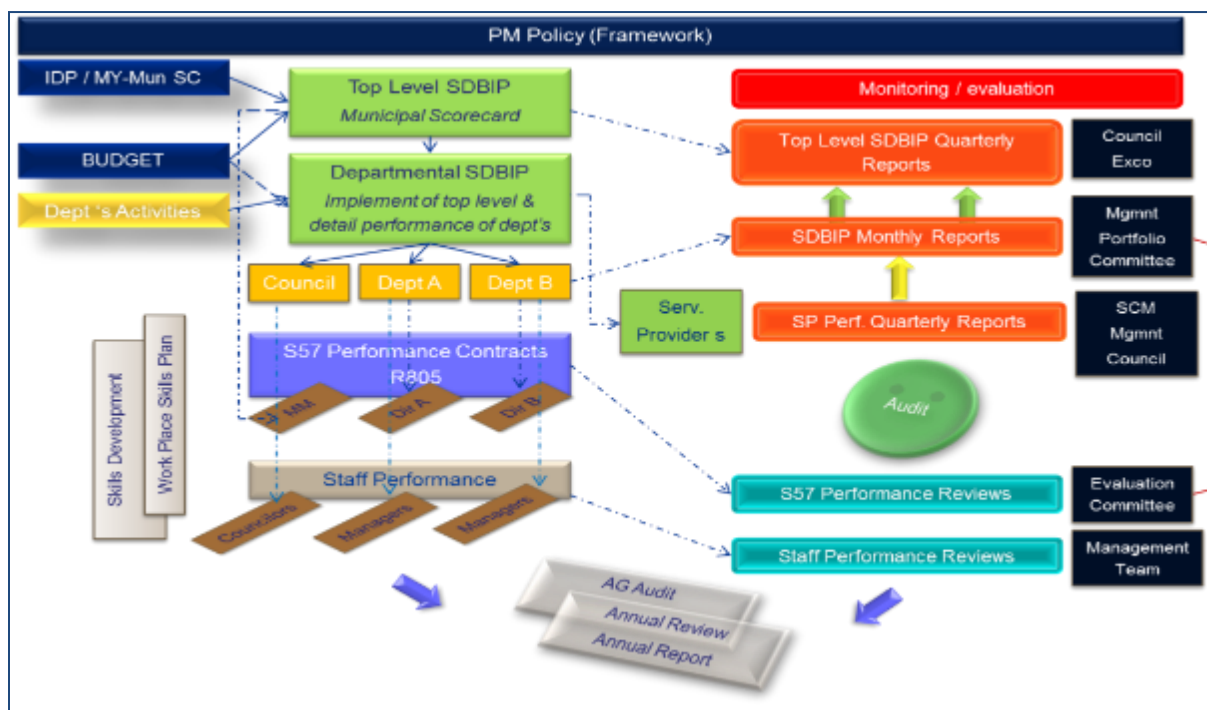 PM Policy (Framework)
IDP / MY-Mun SC
BUDGET
Dept 's Activities
Top Level SDBIP
Municipal Scorecard
Departmental SDBIP
Implement of top level &
detail performance of dept's
Council
Dept A
Dept B
Serv.
Provider s
S57 Performance Contracts
R805
MM
Dir A
Dir B
Skills Development
Work Place Skills Plan
Staff Performance
Councilors
Managers
Managers
Monitoring / evaluation
Top Level SDBIP Quarterly
Reports
Council
Exco
SDBIP Monthly Reports
Mgmnt
Portfolio
Committee
SP Perf. Quarterly Reports
SCM
Mgmnt
Council
Audit
S57 Performance Reviews
Evaluation
Committee
Staff Performance Reviews
Management
Team
AG Audit
Annual Review
Annual Report